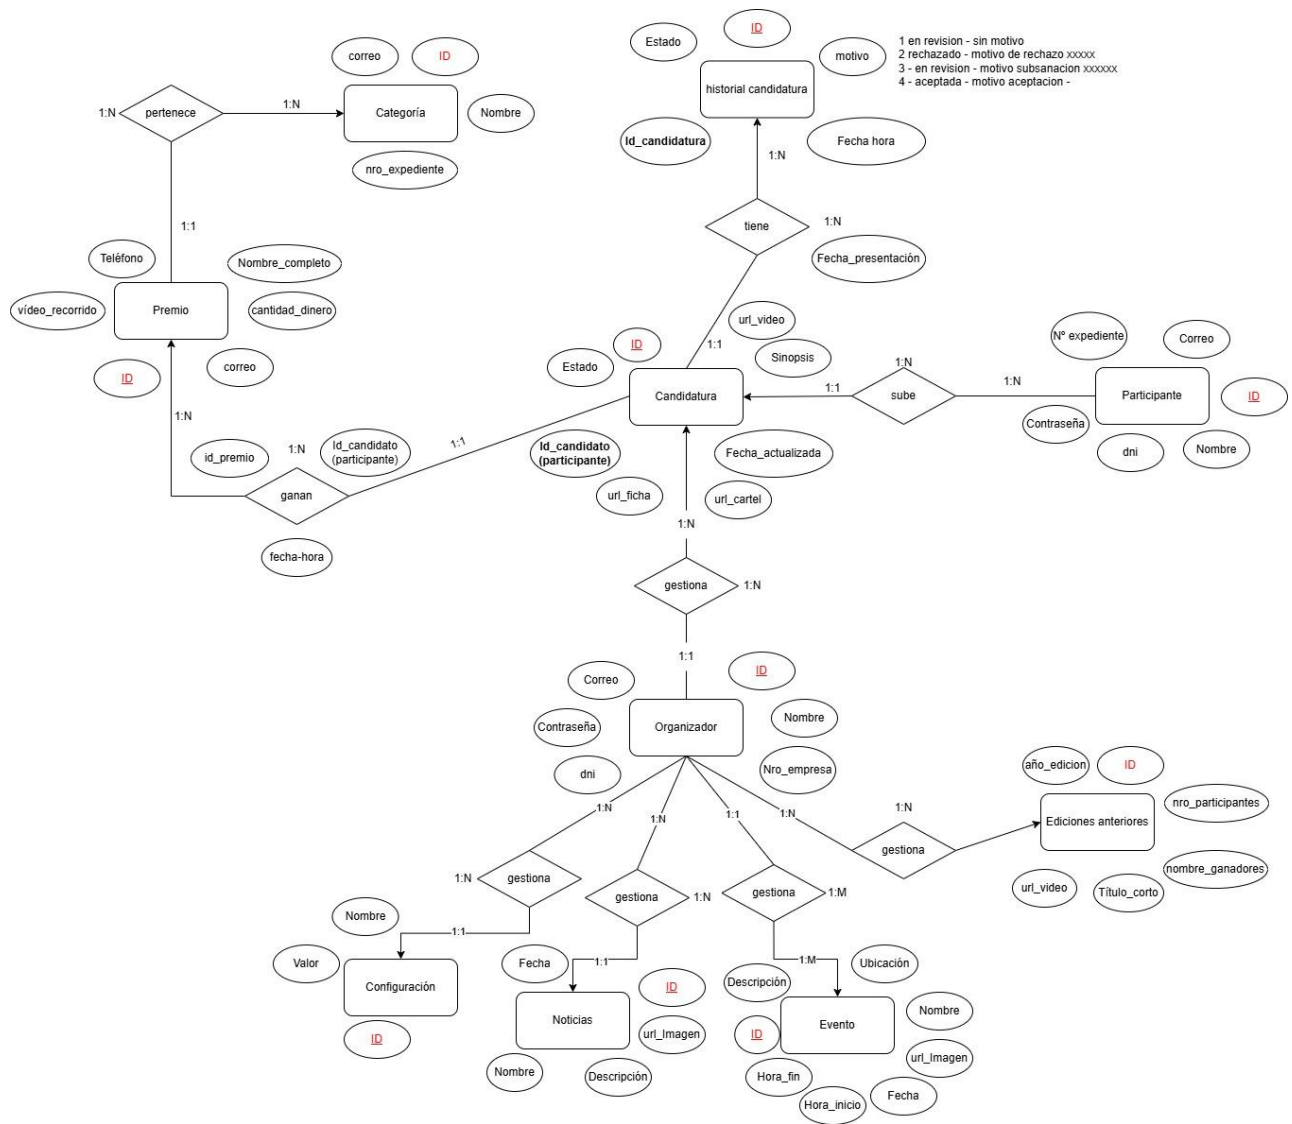 ID
Estado
motivo
1 en revision - sin motivo
2 rechazado - motivo de rechazo xxxxx
3 - en revision - motivo subsanacion xxxxxx
4 - aceptada - motivo aceptacion -
historial candidatura
Id_candidatura
Fecha hora
1:N
tiene
1:N
Fecha_presentación
1:1
correo
ID
1:N
pertenece
1:N
Categoría
Nombre
nro_expediente
1:1
Teléfono
Nombre_completo
vídeo_recorrido
Premio
cantidad_dinero
ID
correo
1:N
url_video
Sinopsis
ID
Estado
Candidatura
1:1
1:N
sube
1:N
Nº expediente
Correo
Participante
ID
Contraseña
dni
Nombre
1:1
Id_candidato
(participante)
Fecha_actualizada
url_ficha
url_cartel
1:N
Id_candidato
(participante)
id_premio
ganan
fecha-hora
1:N
gestiona
1:N
1:1
Correo
ID
Contraseña
Organizador
Nombre
dni
Nro_empresa
1:N
1:N
1:1
1:N
1:N
gestiona
1:N
gestiona
1:N
gestiona
1:M
gestiona
año_edicion
ID
nro_participantes
Ediciones anteriores
nombre_ganadores
url_video
Título_corto
Nombre
1:1
Valor
Configuración
ID
Fecha
1:1
ID
Noticias
url_Imagen
Nombre
Descripción
1:M
Ubicación
Descripción
Nombre
ID
Evento
url_Imagen
Hora_fin
Hora_inicio
Fecha